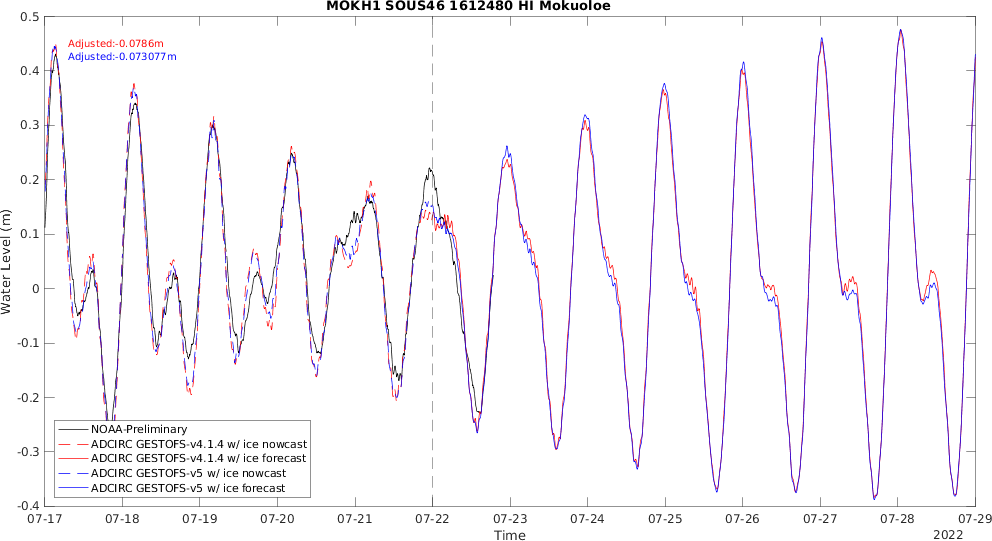 MOKH1 SOUS46 1612480 HI Mokuoloe
Adjusted:-0.0786m
Adjusted:-0.073077m
Water Level (m)
0.5
0.4
0.3
0.2
0.1
0
-0.1
-0.2
-0.3
-0.4
NOAA-Preliminary
ADCIRC GESTOFS-v4.1.4 w/ ice nowcast
ADCIRC GESTOFS-v4.1.4 w/ ice forecast
ADCIRC GESTOFS-v5 w/ ice nowcast
ADCIRC GESTOFS-v5 w/ ice forecast
07-17 07-18 07-19 07-20 07-21 07-22 07-23 07-24 07-25 07-26 07-27 07-28 07-29
Time
2022